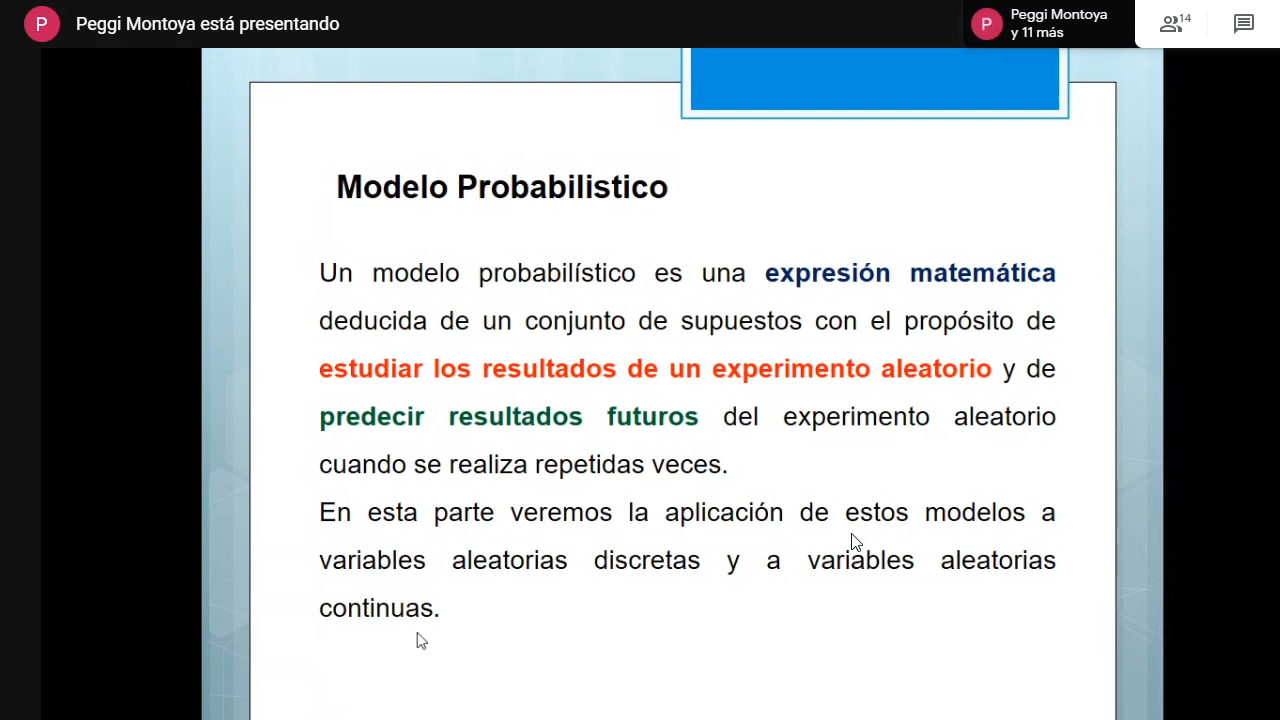 P Peggi Montoya está presentando
P Peggi Montoya
y 11 más
14
Modelo Probabilistico
Un modelo probabilístico es una expresión matemática
deducida de un conjunto de supuestos con el propósito de
estudiar los resultados de un experimento aleatorio y de
predecir resultados futuros del experimento aleatorio
cuando se realiza repetidas veces.
En esta parte veremos la aplicación de estos modelos a
variables aleatorias discretas y a variables aleatorias
continuas.